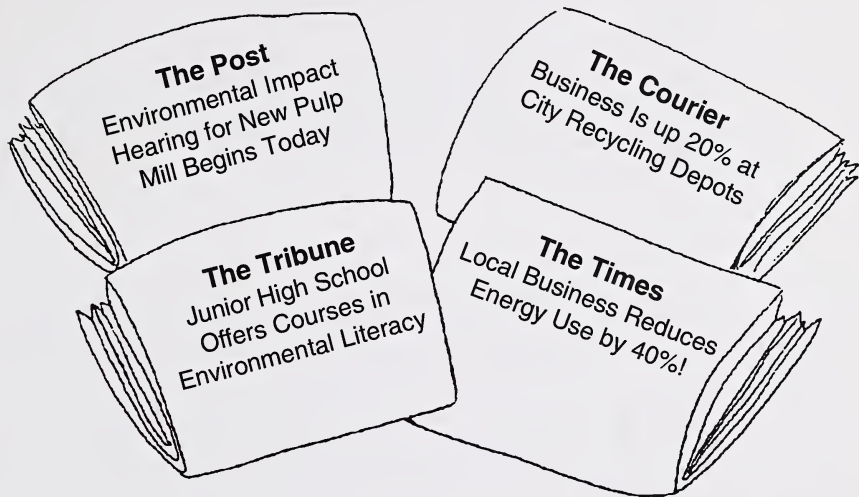 The Post
Environmental Impact
Hearing for New Pulp
Mill Begins Today
The Courier
Business Is up 20% at
City Recycling Depots
The Tribune
Junior High School
Offers Courses in
Environmental Literacy
The Times
Local Business Reduces
Energy Use by 40%!